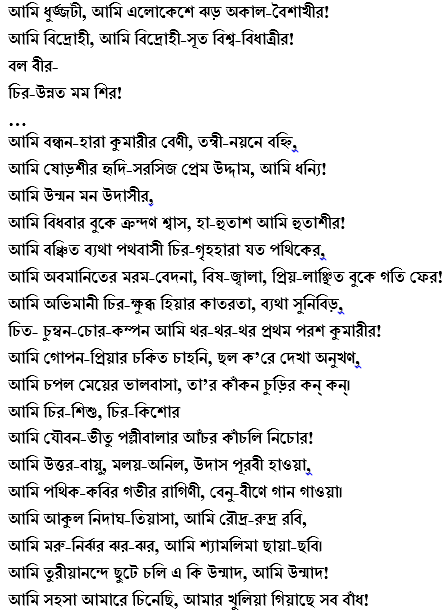 আমি ধুর্জ্জটী, আমি এলোকেশে ঝড় অকাল-বৈশাখীর!
আমি বিদ্রোহী, আমি বিদ্রোহী-সূত বিশ্ব-বিধাত্রীর!
বল বীর-
চির-উন্নত মম শির!
...
আমি বন্ধন-হারা কুমারীর বেণী, তম্বী-নয়নে বহ্নি,
আমি ষোড়শীর হৃদি-সরসিজ প্রেম উদ্দাম, আমি ধন্যি!
আমি উন্মন মন উদাসীর,
আমি বিধবার বুকে ক্রন্দণ শ্বাস, হা-হুতাশ আমি হুতাশীর!
আমি বঞ্চিত ব্যথা পথবাসী চির-গৃহহারা যত পথিকের,
আমি অবমানিতের মরম-বেদনা, বিষ-জ্বালা, প্রিয়-লাঞ্ছিত বুকে গতি ফের!
আমি অভিমানী চির-ক্ষুব্ধ হিয়ার কাতরতা, ব্যথা সুনিবিড়,
চিত- চুম্বন-চোর-কম্পন আমি থর-থর-থর প্রথম পরশ কুমারীর!
আমি গোপন-প্রিয়ার চকিত চাহনি, ছল ক'রে দেখা অনুখণ,
আমি চপল মেয়ের ভালবাসা, তা'র কাঁকন চুড়ির কন্ কন্।
আমি চির-শিশু, চির-কিশোর
আমি যৌবন-ভীতু পল্লীবালার আঁচর কাঁচলি নিচোর!
আমি উত্তর-বায়ু, মলয়-অনিল, উদাস পূরবী হাওয়া,
আমি পথিক-কবির গভীর রাগিণী, বেনু-বীণে গান গাওয়া।
আমি আকুল নিদাঘ-তিয়াসা, আমি রৌদ্র-রুদ্র রবি,
আমি মরু-নির্ঝর ঝর-ঝর, আমি শ্যামলিমা ছায়া-ছবি।
আমি তুরীয়ানন্দে ছুটে চলি এ কি উন্মাদ, আমি উন্মাদ!
আমি সহসা আমারে চিনেছি, আমার খুলিয়া গিয়াছে সব বাঁধ!